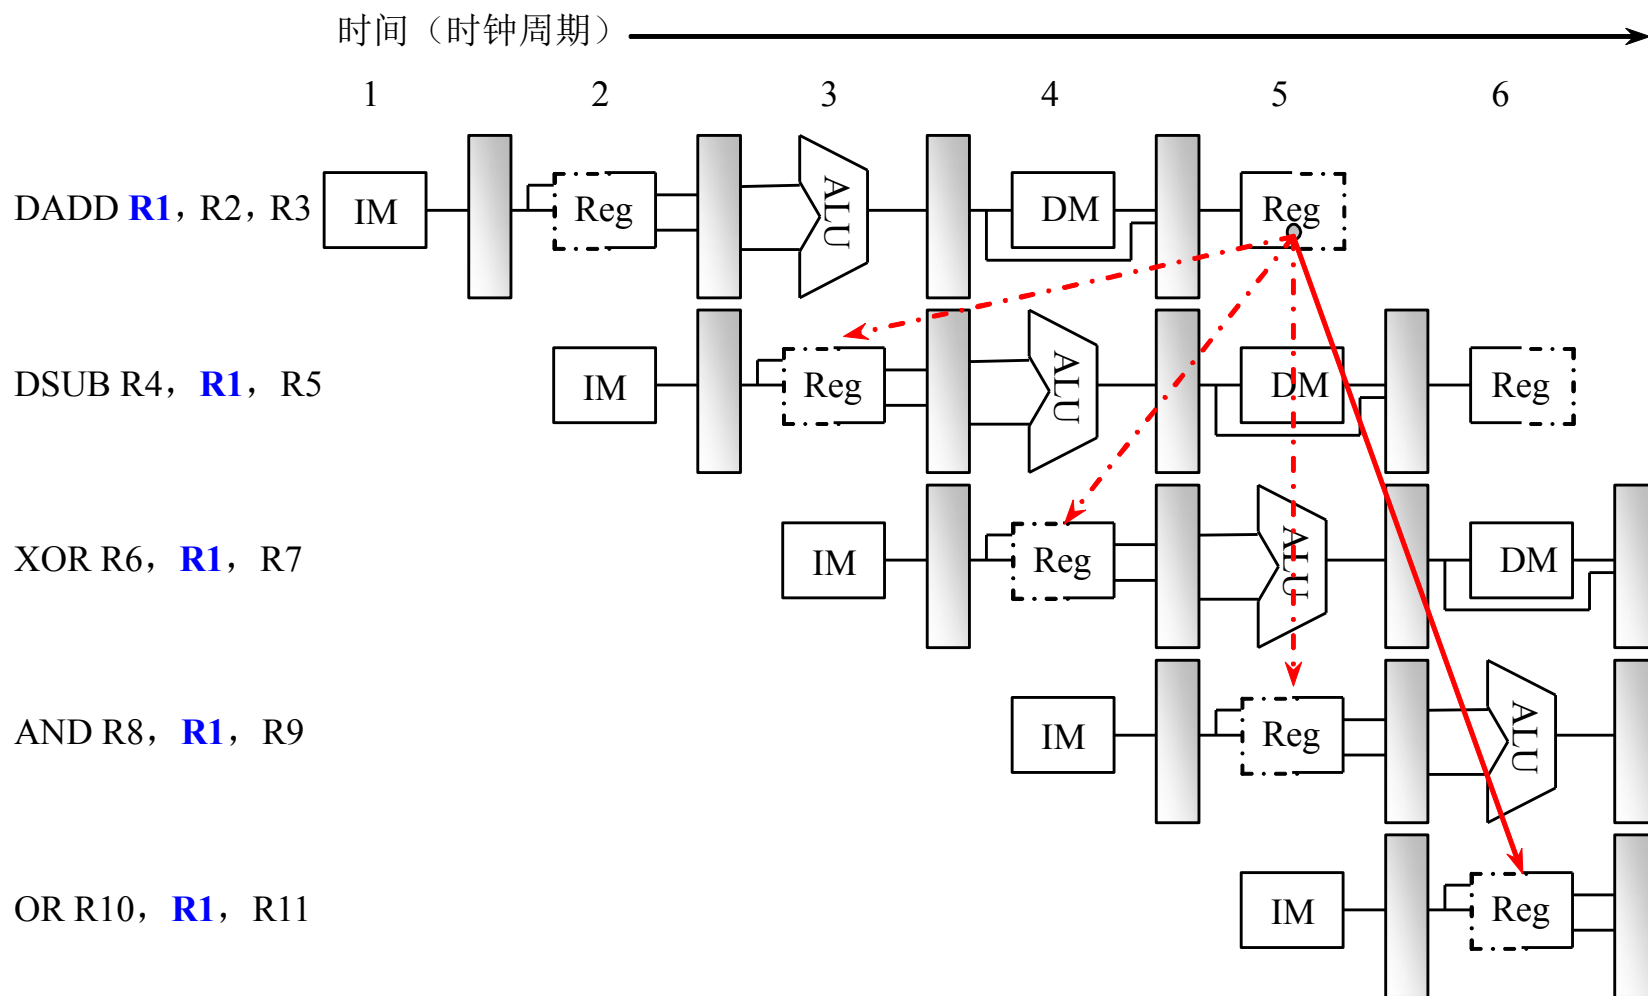 时间（时钟周期）
1 2 3 4 5 6
DADD R1，R2，R3 IM Reg ALU DM Reg
DSUB R4，R1，R5 IM Reg ALU DM Reg
XOR R6，R1，R7 IM Reg ALU DM
AND R8，R1，R9 IM Reg ALU
OR R10，R1，R11 IM Reg